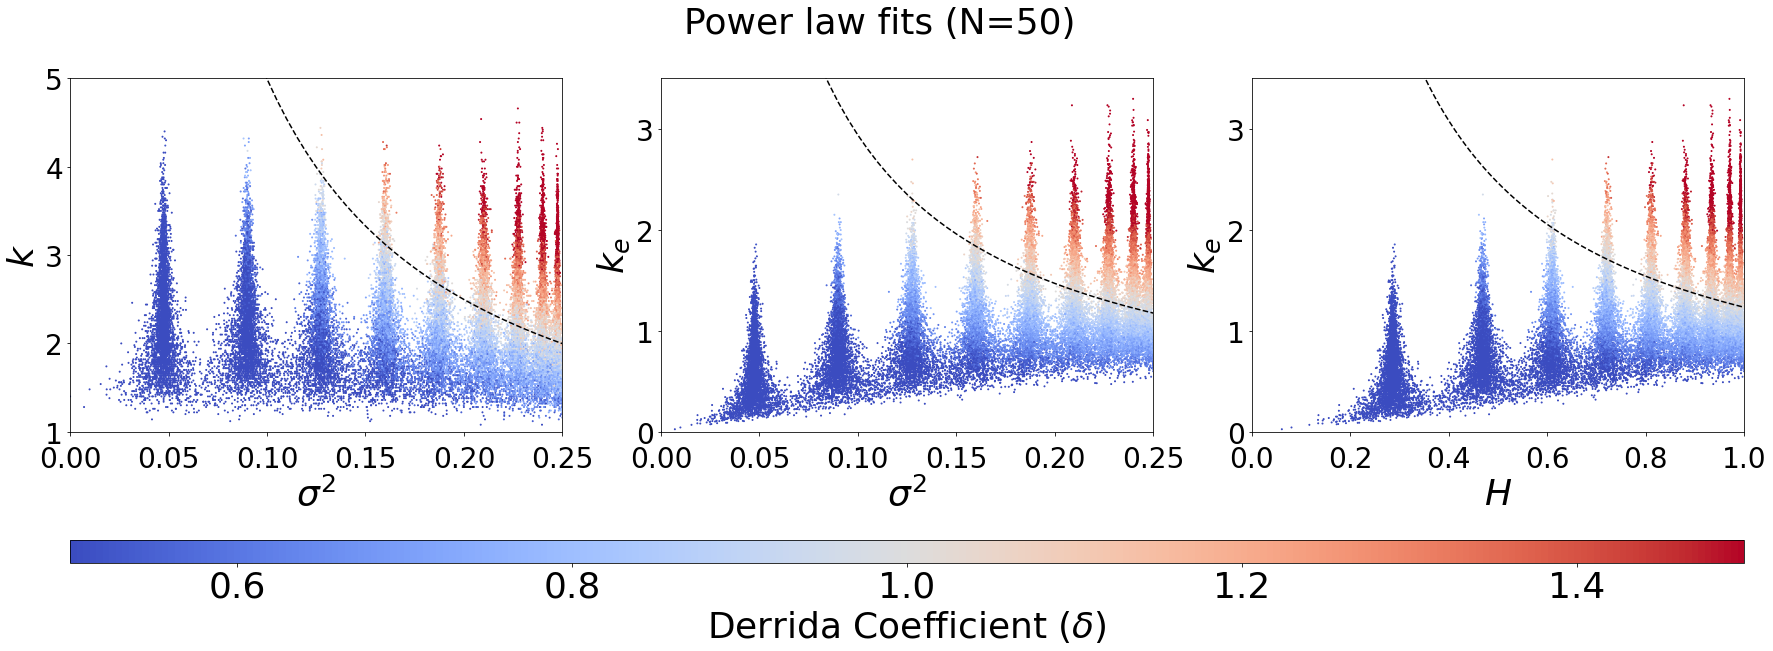 Power law fits (N=50)
k
5
4
3
2
1
0.00 0.05 0.10 0.15 0.20 0.25
σ²
kₑ
3
2
1
0
0.00 0.05 0.10 0.15 0.20 0.25
σ²
kₑ
3
2
1
0
0.0 0.2 0.4 0.6 0.8 1.0
H
0.6 0.8 1.0 1.2 1.4
Derrida Coefficient (δ)